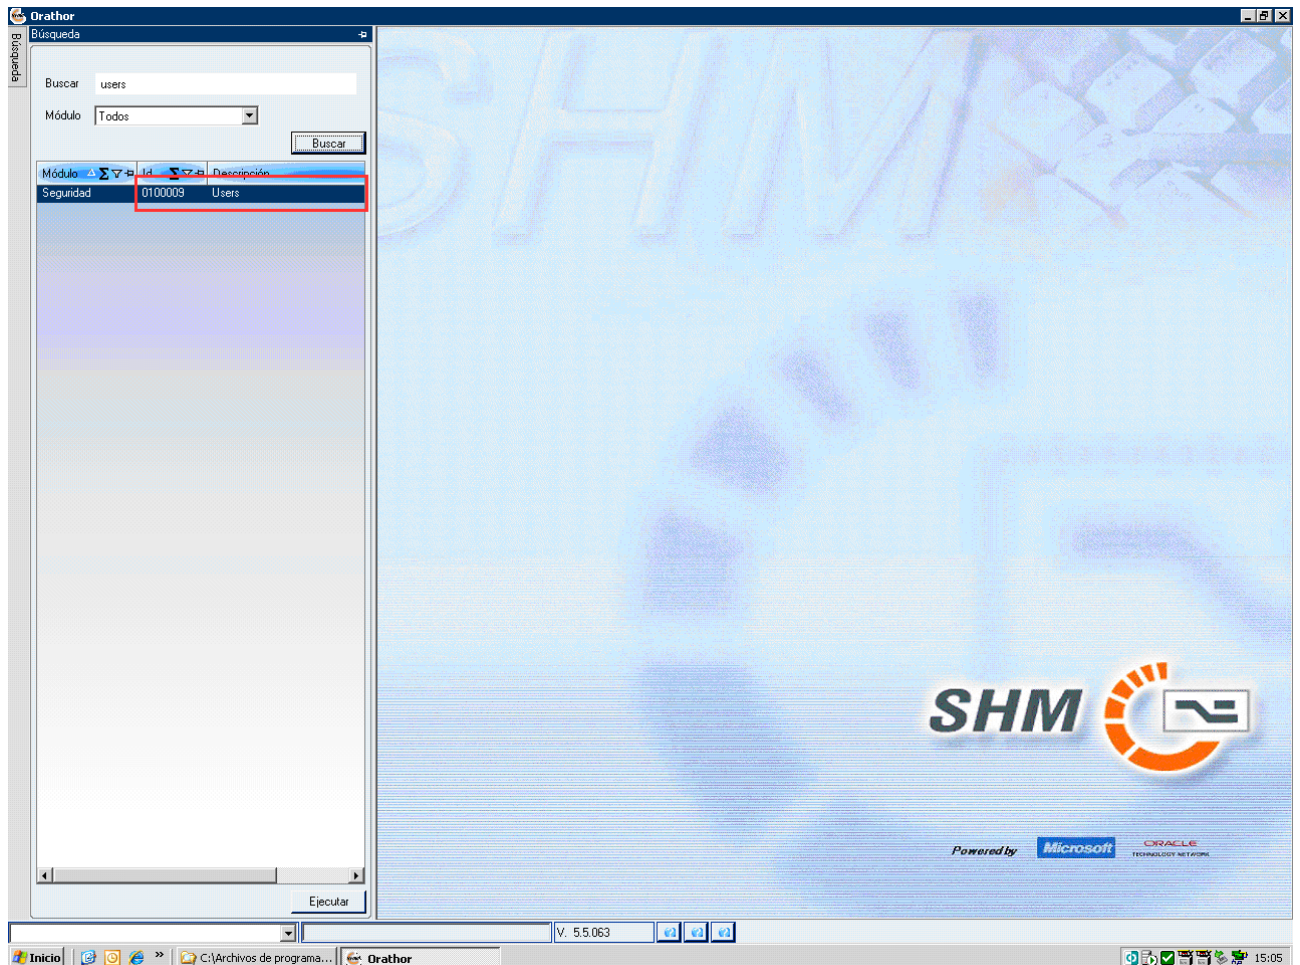 Orathor
Búsqueda
Búsqueda
Buscar users
Módulo Todos
Buscar
Módulo Id Descripción
Seguridad 0100009 Users
SHM
SHM
Powered by Microsoft ORACLE
TECHNOLOGY NETWORK
Ejecutar
V. 5.5.063
Inicio » C:\Archivos de programa... Orathor 15:05